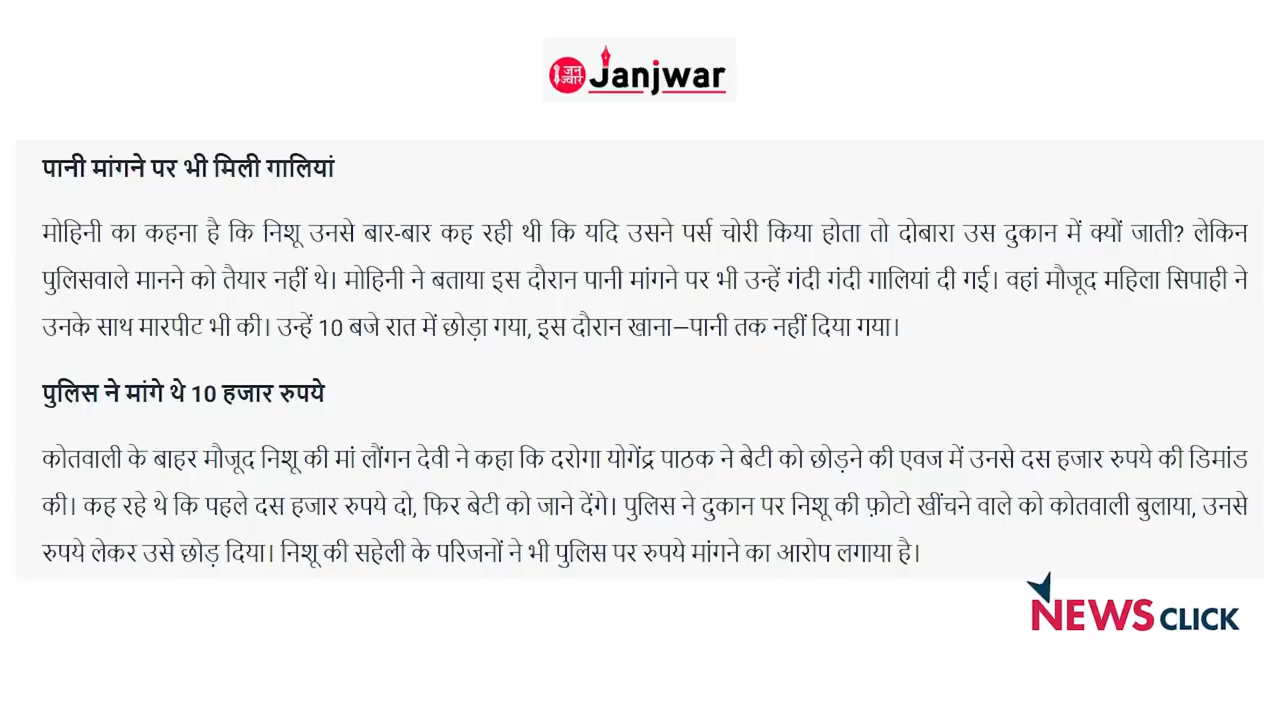 जन
ज्वार
Janjwar
पानी मांगने पर भी मिली गालियां
मोहिनी का कहना है कि निशू उनसे बार-बार कह रही थी कि यदि उसने पर्स चोरी किया होता तो दोबारा उस दुकान में क्यों जाती? लेकिन
पुलिसवाले मानने को तैयार नहीं थे। मोहिनी ने बताया इस दौरान पानी मांगने पर भी उन्हें गंदी गंदी गालियां दी गई। वहां मौजूद महिला सिपाही ने
उनके साथ मारपीट भी की। उन्हें 10 बजे रात में छोड़ा गया, इस दौरान खाना—पानी तक नहीं दिया गया।
पुलिस ने मांगे थे 10 हजार रुपये
कोतवाली के बाहर मौजूद निशू की मां लौंगन देवी ने कहा कि दरोगा योगेंद्र पाठक ने बेटी को छोड़ने की एवज में उनसे दस हजार रुपये की डिमांड
की। कह रहे थे कि पहले दस हजार रुपये दो, फिर बेटी को जाने देंगे। पुलिस ने दुकान पर निशू की फ़ोटो खींचने वाले को कोतवाली बुलाया, उनसे
रुपये लेकर उसे छोड़ दिया। निशू की सहेली के परिजनों ने भी पुलिस पर रुपये मांगने का आरोप लगाया है।
NEWS CLICK